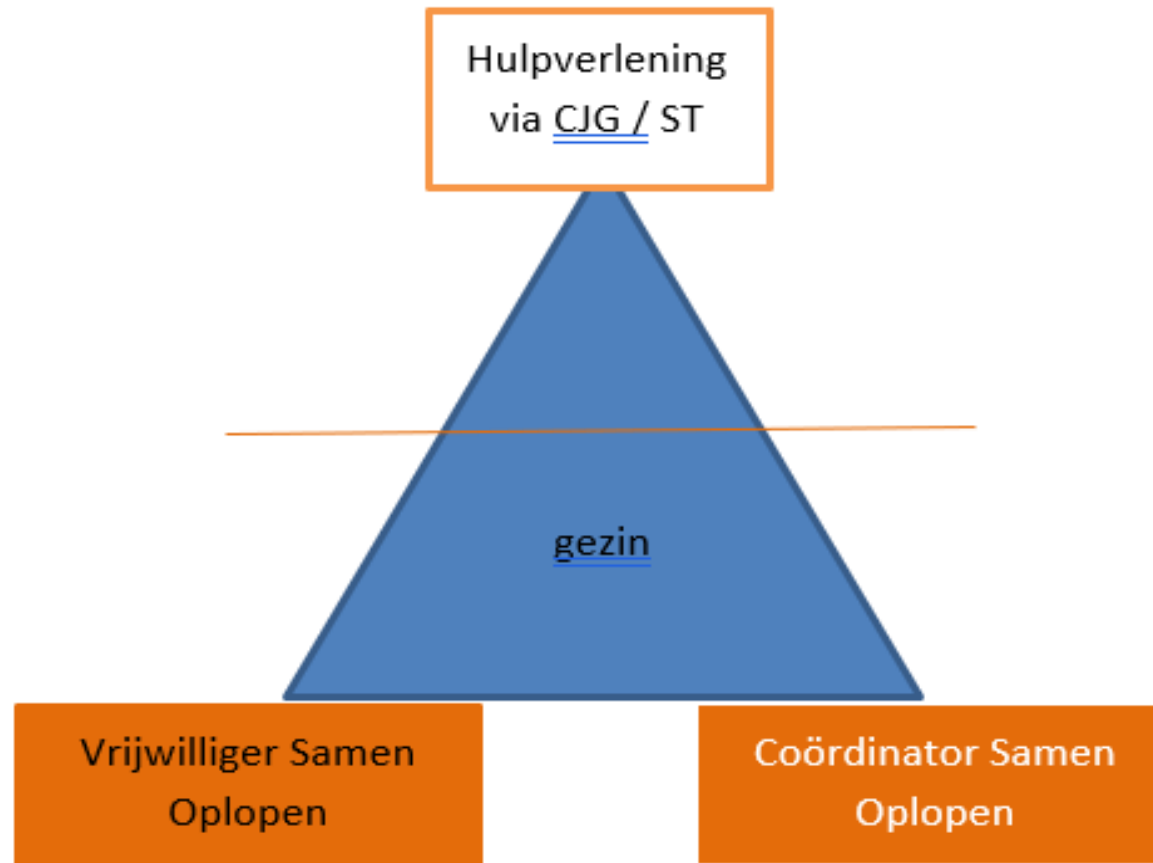 Hulpverlening
via CJG / ST
gezin
Vrijwilliger Samen
Oplopen
Coördinator Samen
Oplopen